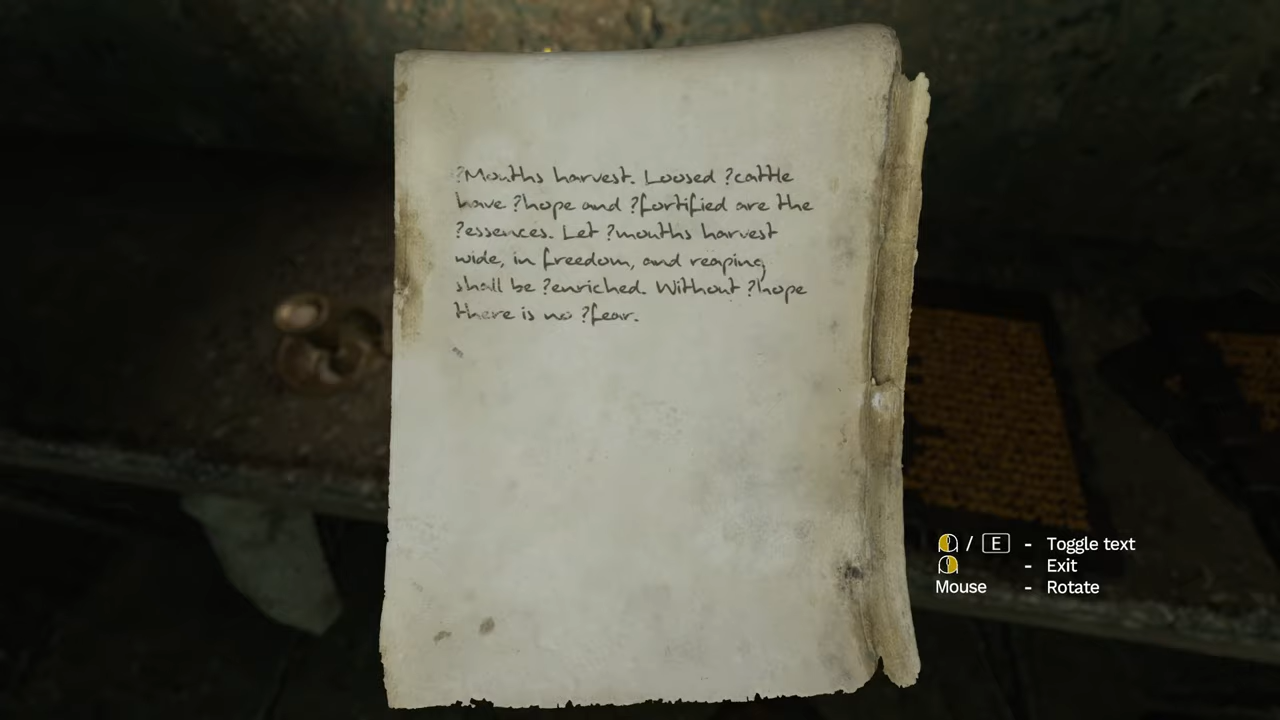 ?Mouths harvest. Loosed ?cattle
have ?hope and ?fortified are the
?essences. Let ?mouths harvest
wide, in freedom, and reaping
shall be ?enriched. Without ?hope
there is no ?fear.
/ E - Toggle text
- Exit
Mouse - Rotate